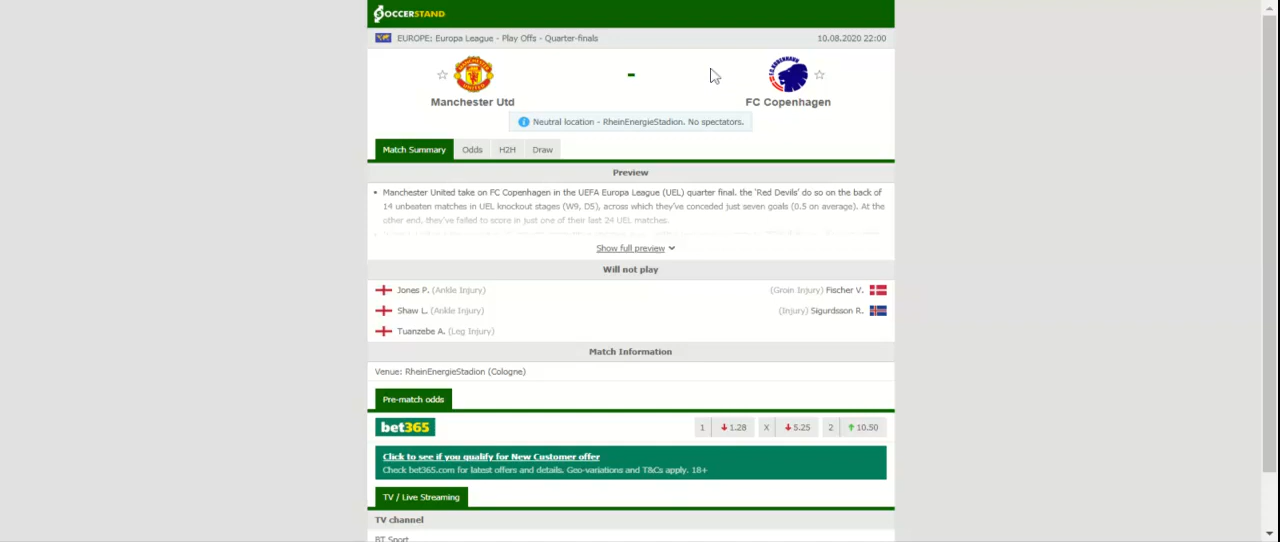 SOCCERSTAND
EUROPE: Europa League - Play Offs - Quarter-finals 10.08.2020 22:00
-
Manchester Utd FC Copenhagen
Neutral location - RheinEnergieStadion. No spectators.
Match Summary Odds H2H Draw
Preview
Manchester United take on FC Copenhagen in the UEFA Europa League (UEL) quarter final. the 'Red Devils' do so on the back of
14 unbeaten matches in UEL knockout stages (W9, D5), across which they've conceded just seven goals (0.5 on average). At the
other end, they've failed to score in just one of their last 24 UEL matches.
Show full preview
Will not play
Jones P. (Ankle Injury) (Groin Injury) Fischer V.
Shaw L. (Ankle Injury) (Injury) Sigurdsson R.
Tuanzebe A. (Leg Injury)
Match Information
Venue: RheinEnergieStadion (Cologne)
Pre-match odds
bet365 1 1.28 X 5.25 2 10.50
Click to see if you qualify for New Customer offer
Check bet365.com for latest offers and details. Geo-variations and T&Cs apply. 18+
TV / Live Streaming
TV channel
BT Sport